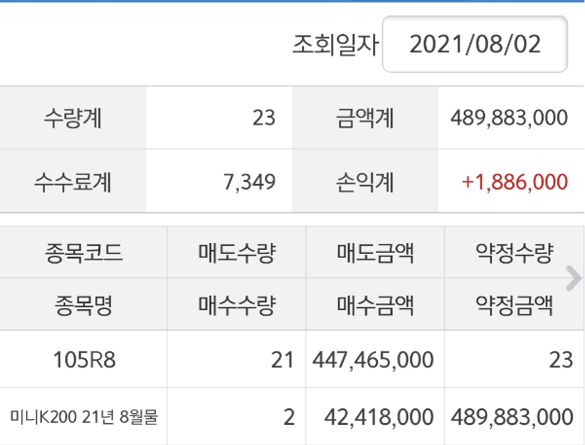 조회일자 2021/08/02
수량계 23 금액계 489,883,000
수수료계 7,349 손익계 +1,886,000
종목코드 매도수량 매도금액 약정수량
종목명 매수수량 매수금액 약정금액
105R8 21 447,465,000 23
미니K200 21년 8월물 2 42,418,000 489,883,000